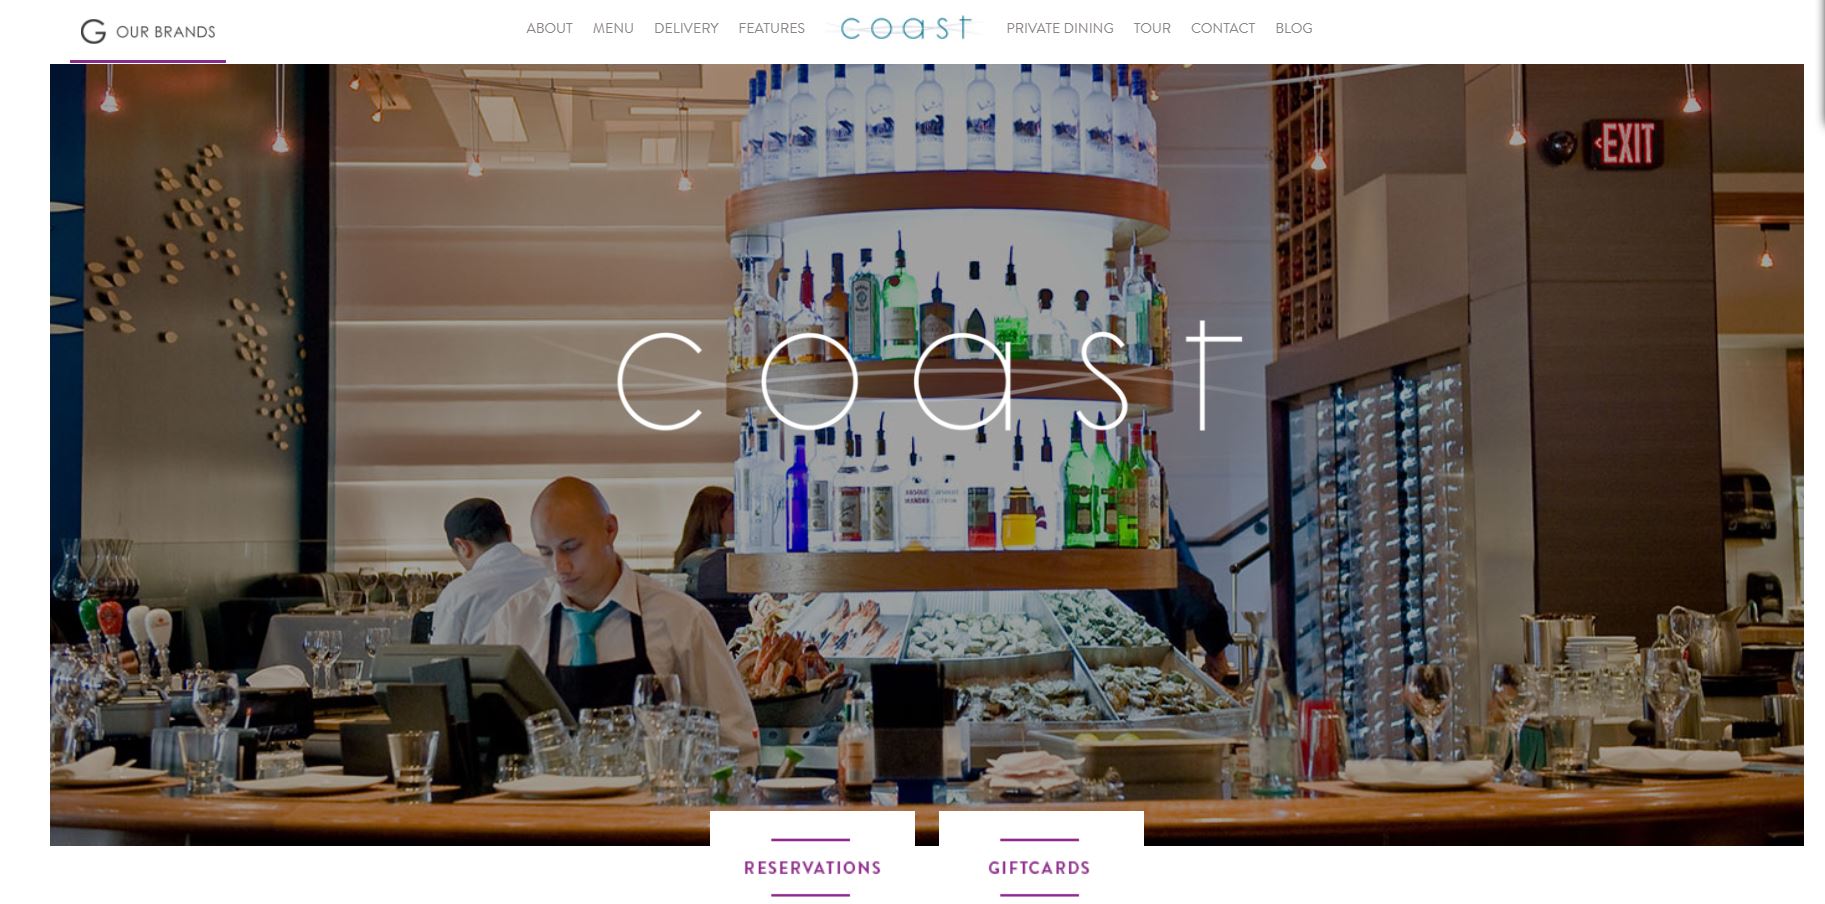 G OUR BRANDS
ABOUT MENU DELIVERY FEATURES coast PRIVATE DINING TOUR CONTACT BLOG
EXIT
coast
RESERVATIONS
GIFTCARDS